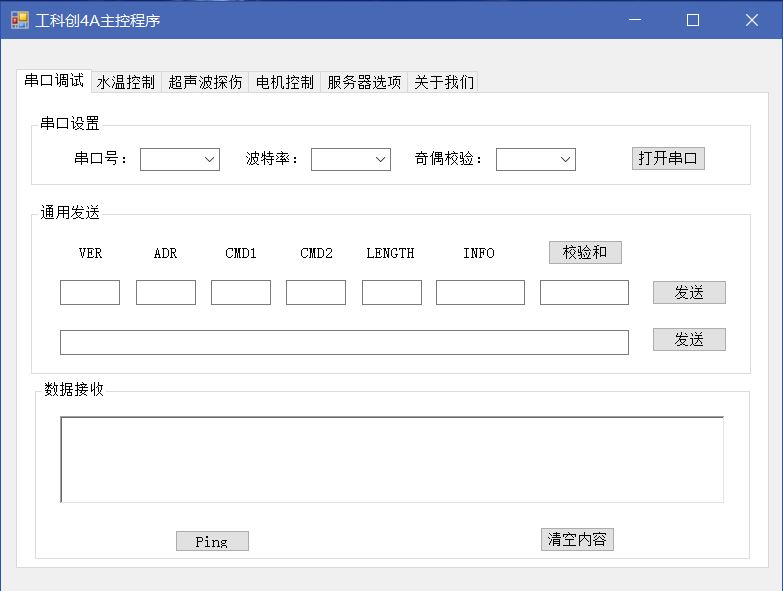 工科创4A主控程序
串口调试 水温控制 超声波探伤 电机控制 服务器选项 关于我们
串口设置
串口号： 波特率： 奇偶校验： 打开串口
通用发送
VER ADR CMD1 CMD2 LENGTH INFO 校验和
发送
发送
数据接收
Ping 清空内容